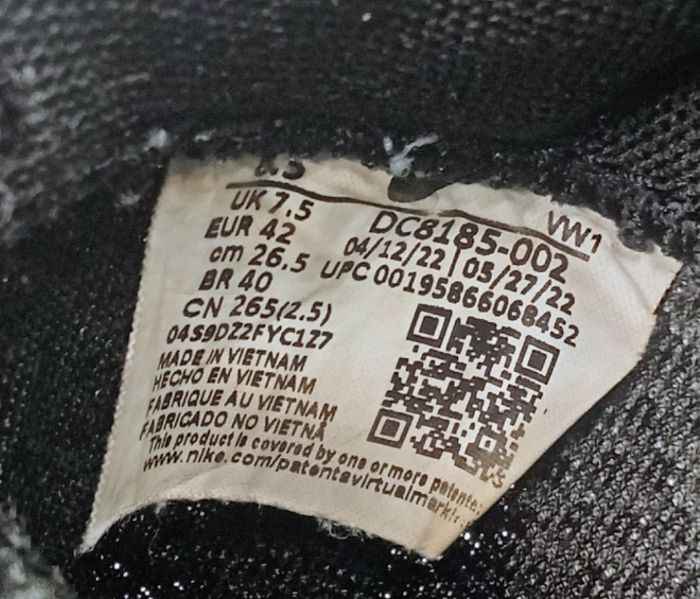 UK 7.5
EUR 42
cm 26.5
BR 40
CN 265(2.5)
04S9DZ2FYC1Z7
MADE IN VIETNAM
HECHO EN VIETNAM
FABRIQUE AU VIETNAM
FABRICADO NO VIETNÃ
This product is covered by one or more patents:
www.nike.com/patentsvirtualmarki
VW1
DC8185-002
04/12/22 | 05/27/22
UPC 00195866068452